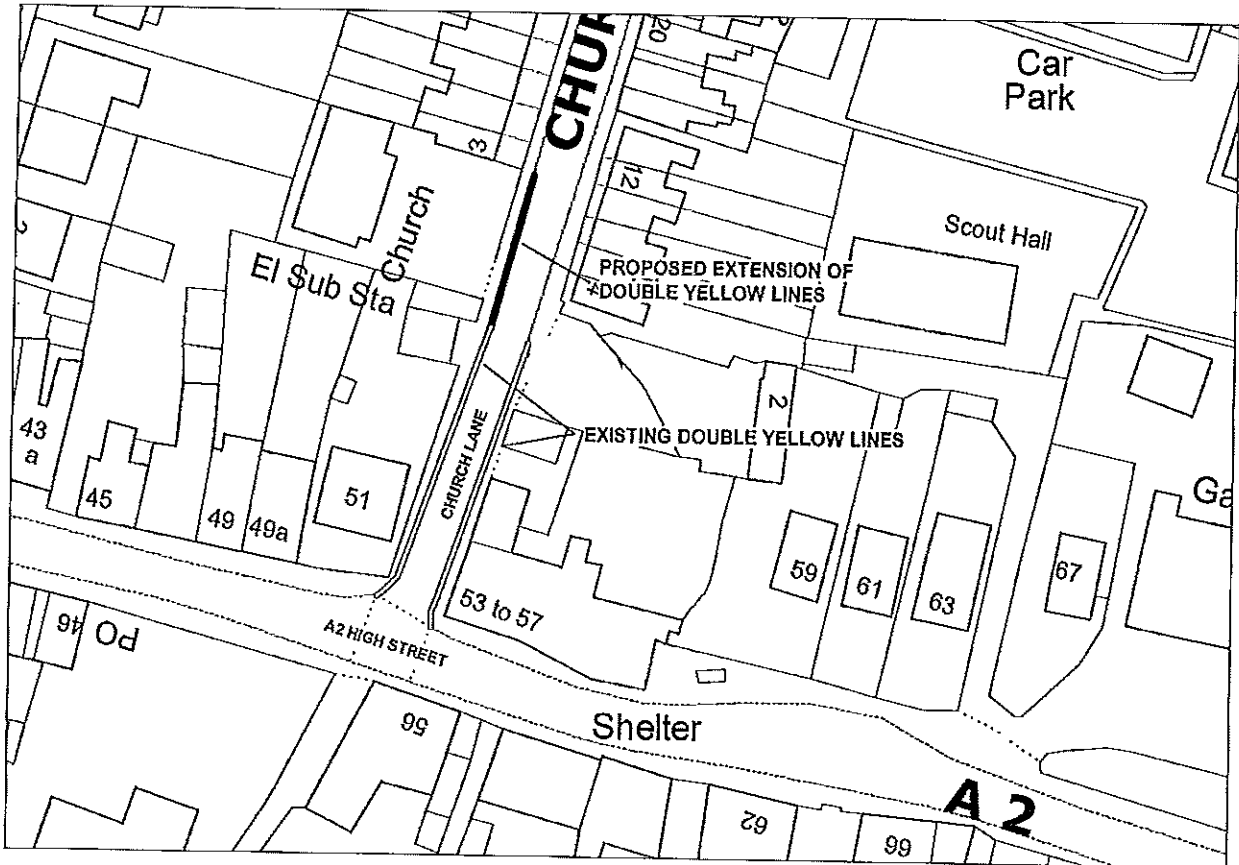 CHUR
20
Car
Park
3
12
Church
Scout Hall
2
El Sub Sta
PROPOSED EXTENSION OF
DOUBLE YELLOW LINES
2
EXISTING DOUBLE YELLOW LINES
CHURCH LANE
43
a
45
49
49a
51
Ga
59
61
63
67
53 to 57
A2 HIGH STREET
46
PO
56
Shelter
A 2
62
66